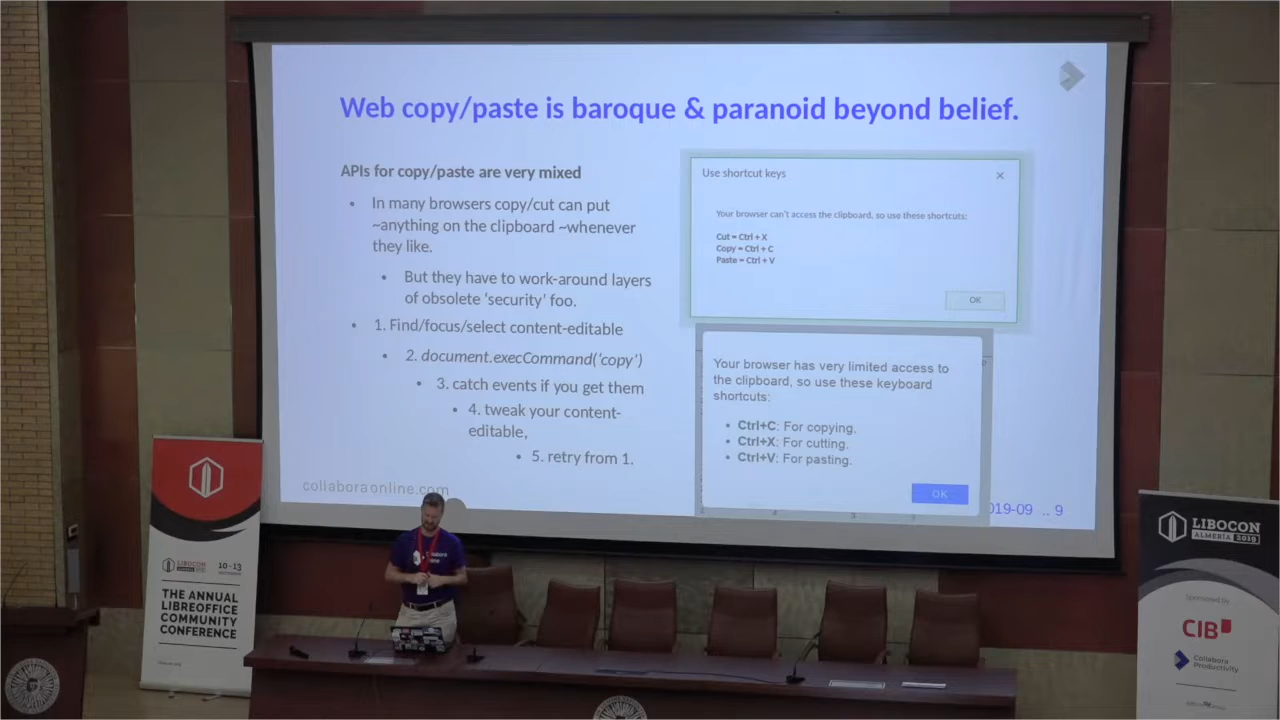 Web copy/paste is baroque & paranoid beyond belief.
APIs for copy/paste are very mixed
• In many browsers copy/cut can put
~anything on the clipboard ~whenever
they like.
• But they have to work-around layers
of obsolete ‘security’ foo.
• 1. Find/focus/select content-editable
• 2. document.execCommand(‘copy’)
• 3. catch events if you get them
• 4. tweak your content-
editable,
• 5. retry from 1.
collaboraonline.com
Use shortcut keys
Your browser can't access the clipboard, so use these shortcuts:
Cut = Ctrl + X
Copy = Ctrl + C
Paste = Ctrl + V
OK
Your browser has very limited access to
the clipboard, so use these keyboard
shortcuts:
• Ctrl+C: For copying.
• Ctrl+X: For cutting.
• Ctrl+V: For pasting.
OK
019-09 .. 9
LIBOCON
10-13
THE ANNUAL
LIBREOFFICE
COMMUNITY
CONFERENCE
LIBOCON
ALMERÍA 2019
Sponsored by
CIB
Collabora
Productivity